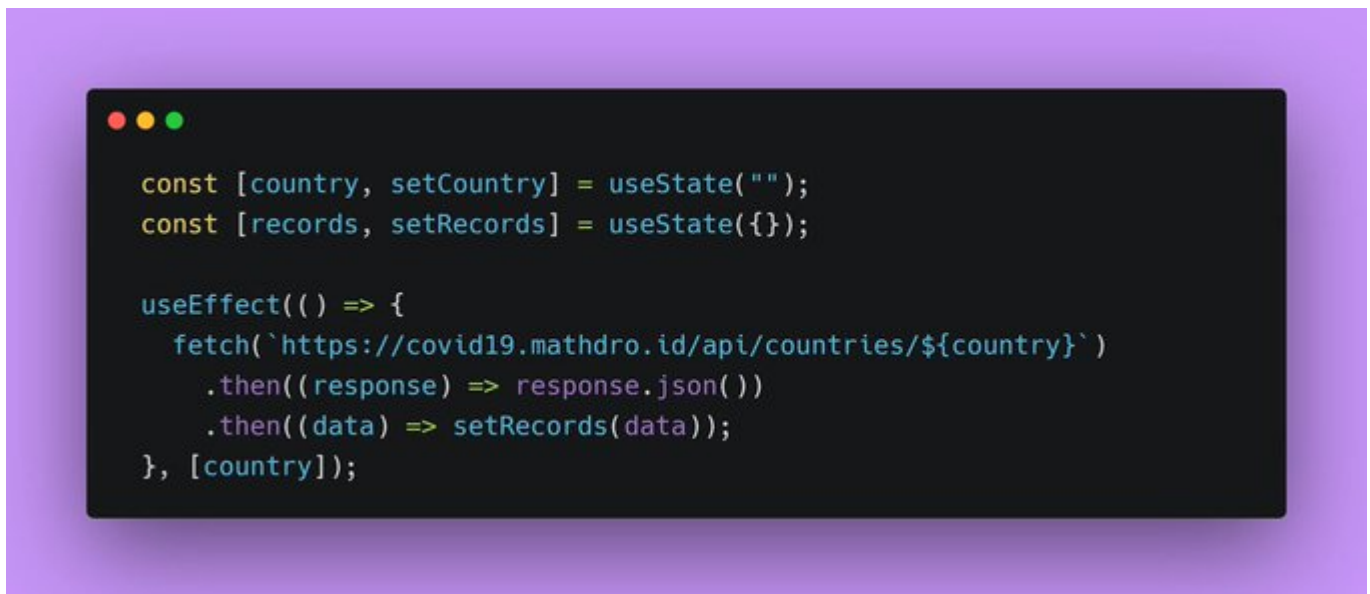 const [country, setCountry] = useState("");
const [records, setRecords] = useState({});

useEffect(() => {
  fetch(`https://covid19.mathdro.id/api/countries/${country}`)
    .then((response) => response.json())
    .then((data) => setRecords(data));
}, [country]);